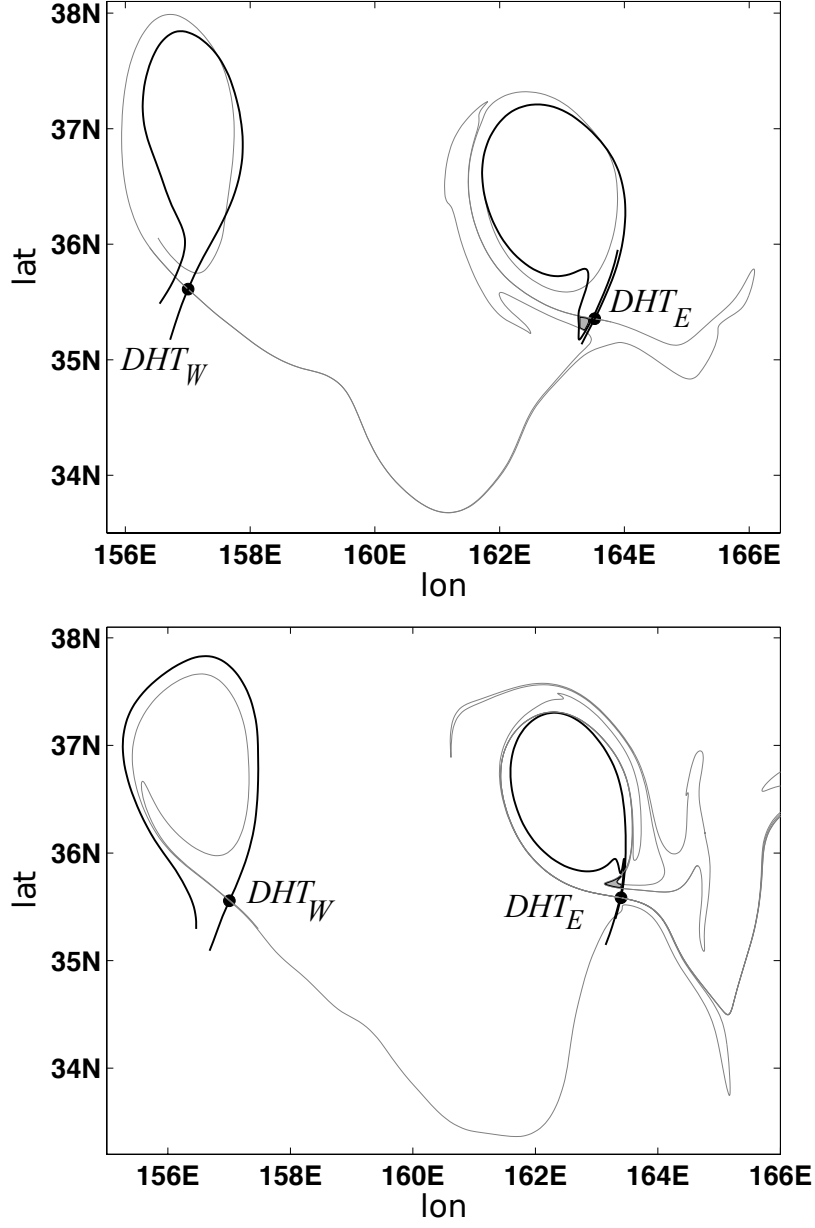 38N
37N
36N
35N
34N
lat
DHT_E
DHT_W
156E 158E 160E 162E 164E 166E
lon
38N
37N
36N
35N
34N
lat
DHT_W
DHT_E
156E 158E 160E 162E 164E 166E
lon